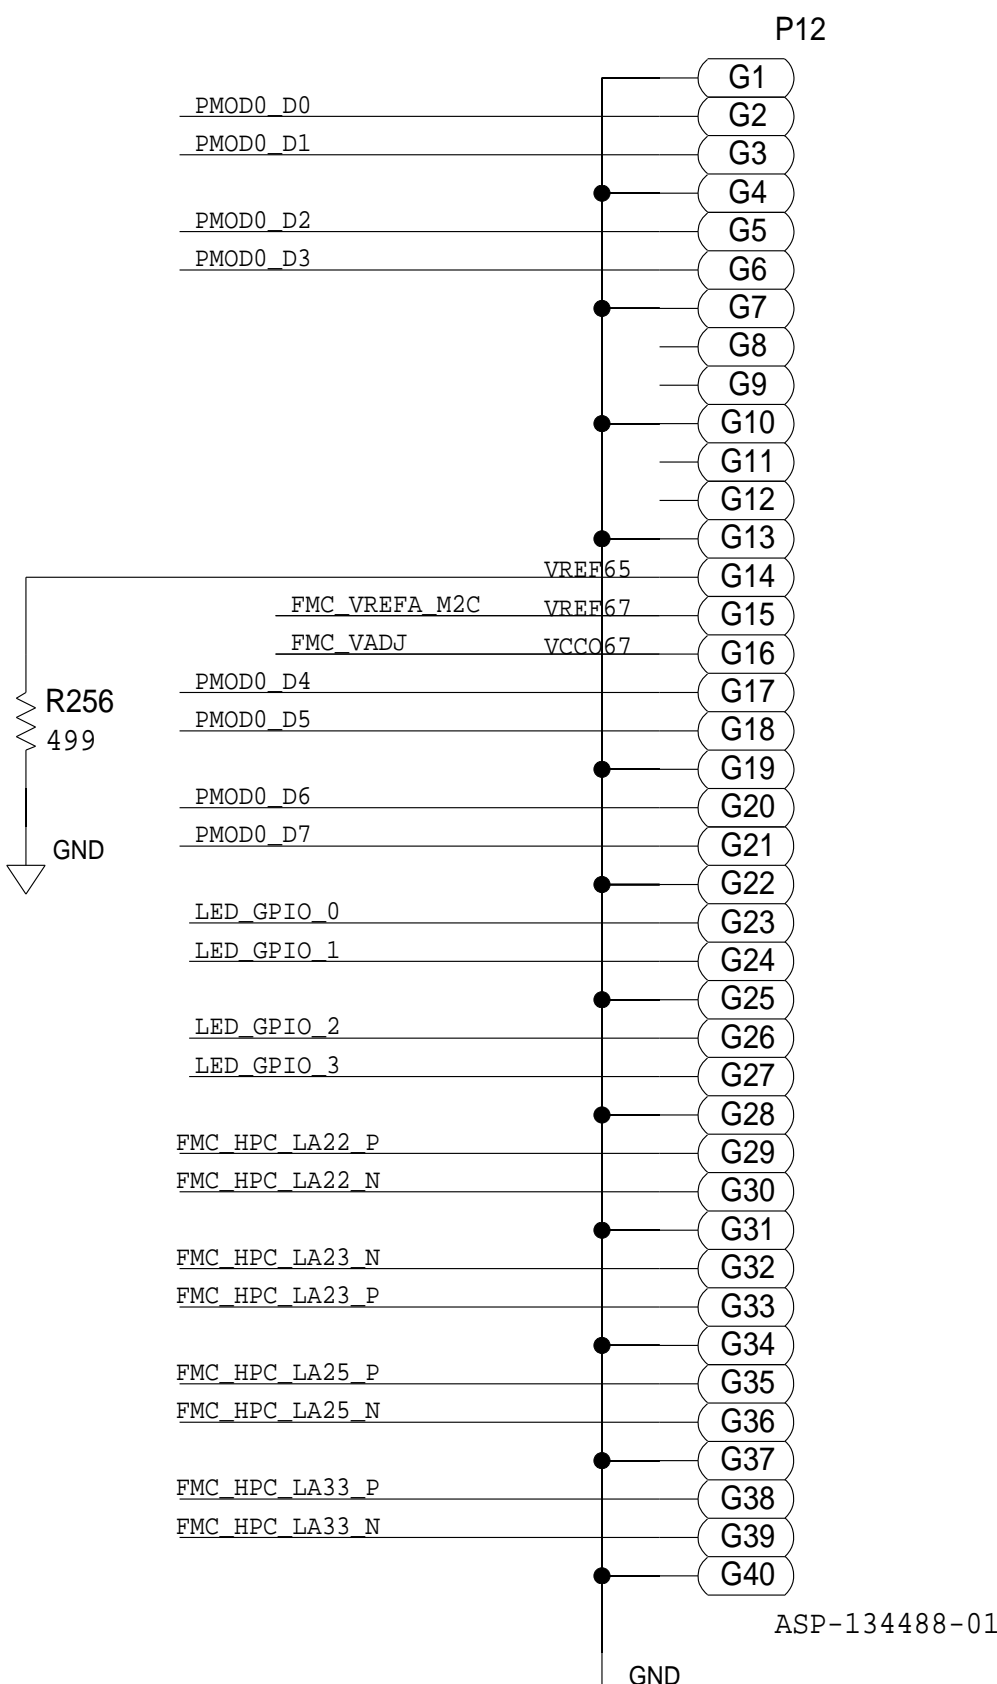 P12
G1
PMOD0_D0 G2
PMOD0_D1 G3
G4
PMOD0_D2 G5
PMOD0_D3 G6
G7
G8
G9
G10
G11
G12
G13
VREF65 G14
FMC_VREFA_M2C VREF67 G15
FMC_VADJ VCCO67 G16
PMOD0_D4 G17
R256
PMOD0_D5 G18
499
G19
PMOD0_D6 G20
PMOD0_D7 G21
GND
G22
LED_GPIO_0 G23
LED_GPIO_1 G24
G25
LED_GPIO_2 G26
LED_GPIO_3 G27
G28
FMC_HPC_LA22_P G29
FMC_HPC_LA22_N G30
G31
FMC_HPC_LA23_N G32
FMC_HPC_LA23_P G33
G34
FMC_HPC_LA25_P G35
FMC_HPC_LA25_N G36
G37
FMC_HPC_LA33_P G38
FMC_HPC_LA33_N G39
G40
ASP-134488-01
GND